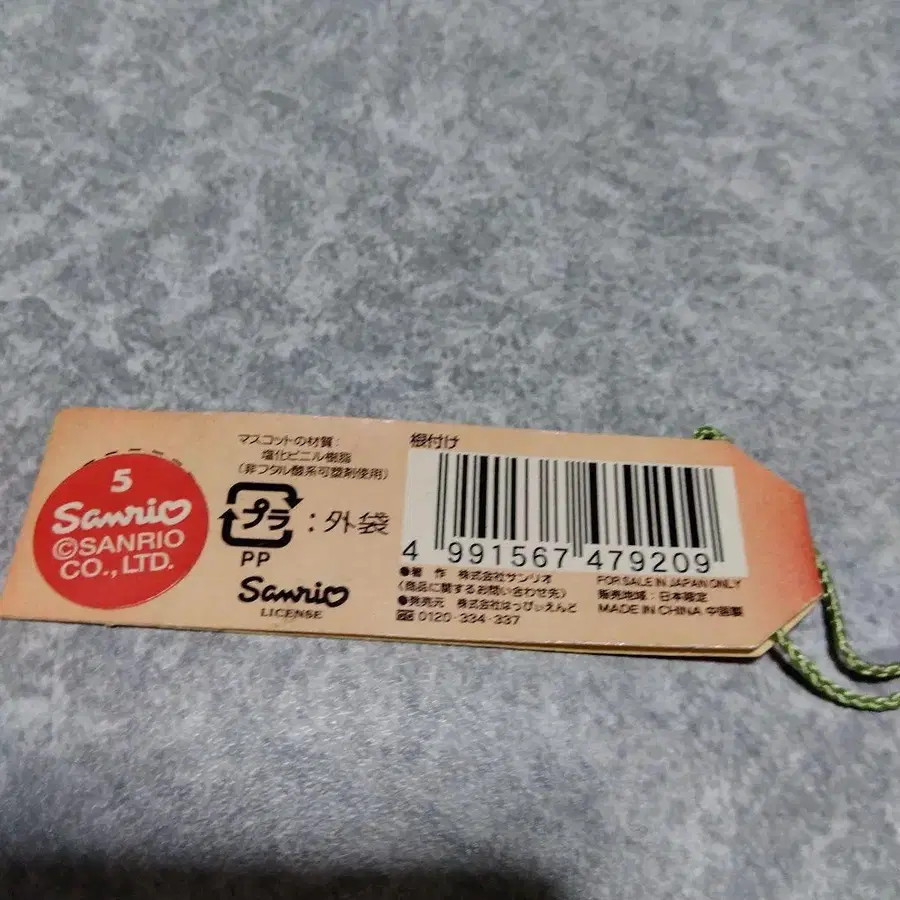 5
Sanrio
©SANRIO
CO., LTD.
マスコットの材質:
塩化ビニル樹脂
(非フタル酸系可塑剤使用)
プラ
:外袋
PP
Sanrio
LICENSE
根付け
4 991567 479209
●著 作 株式会社サンリオ
(商品に関するお問い合わせ先)
●発売元 株式会社はっぴぃえんど
0120-334-337
FOR SALE IN JAPAN ONLY
販売地域: 日本限定
MADE IN CHINA 中国製